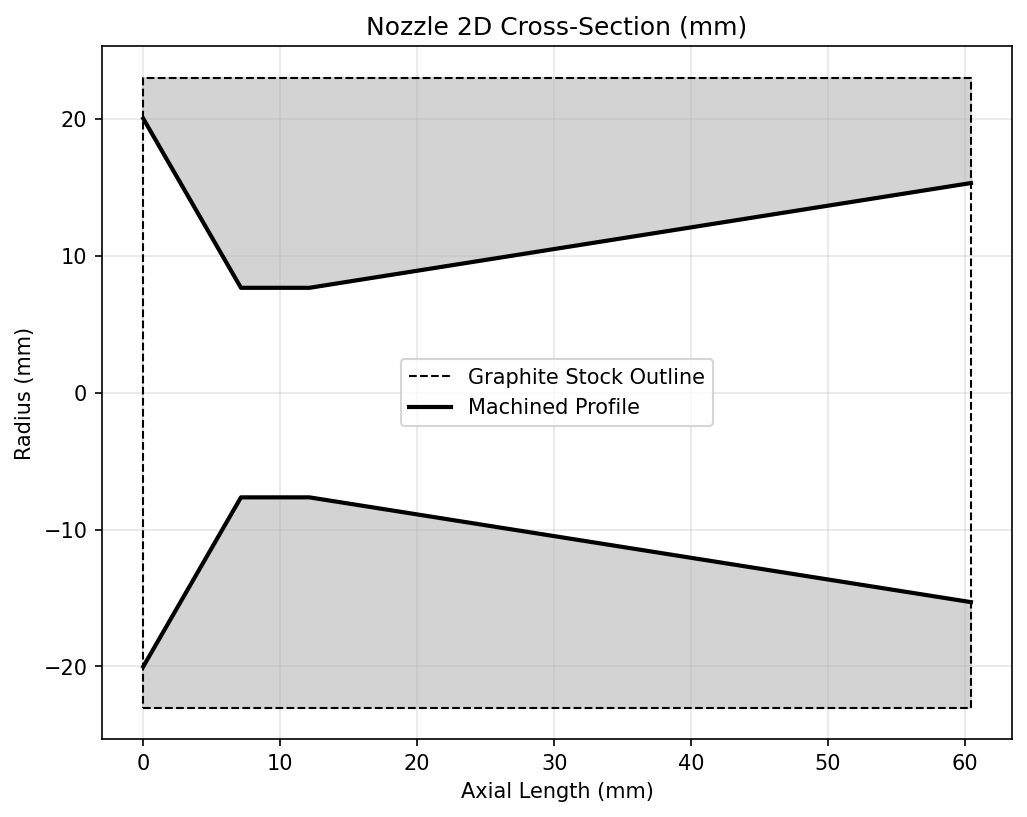 Nozzle 2D Cross-Section (mm)
20
10
0
−10
−20
Radius (mm)
Graphite Stock Outline
Machined Profile
0 10 20 30 40 50 60
Axial Length (mm)